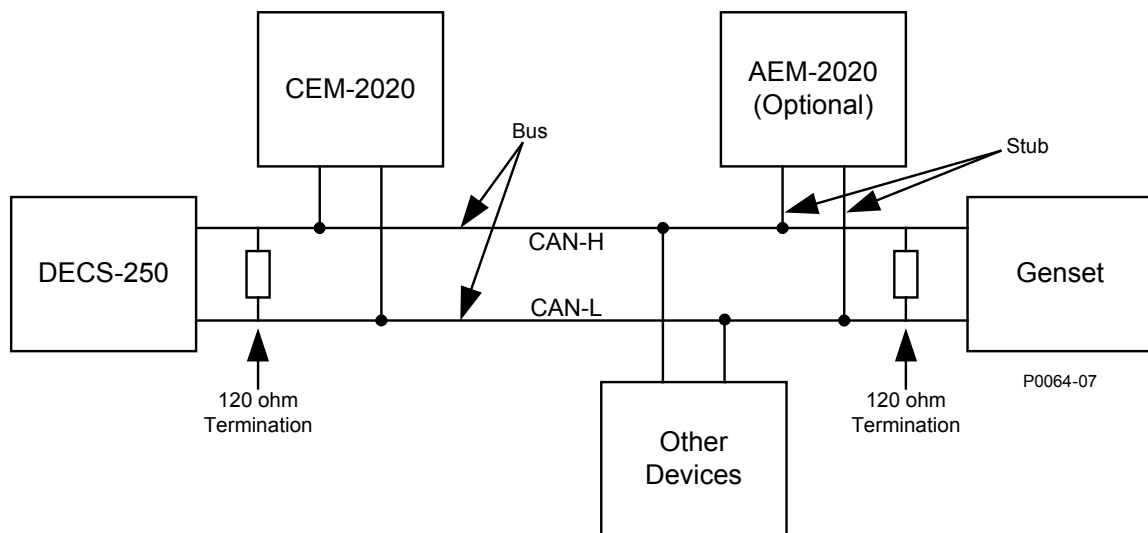 CEM-2020
AEM-2020
(Optional)
Bus
Stub
DECS-250
CAN-H
Genset
CAN-L
P0064-07
120 ohm
Termination
120 ohm
Termination
Other
Devices